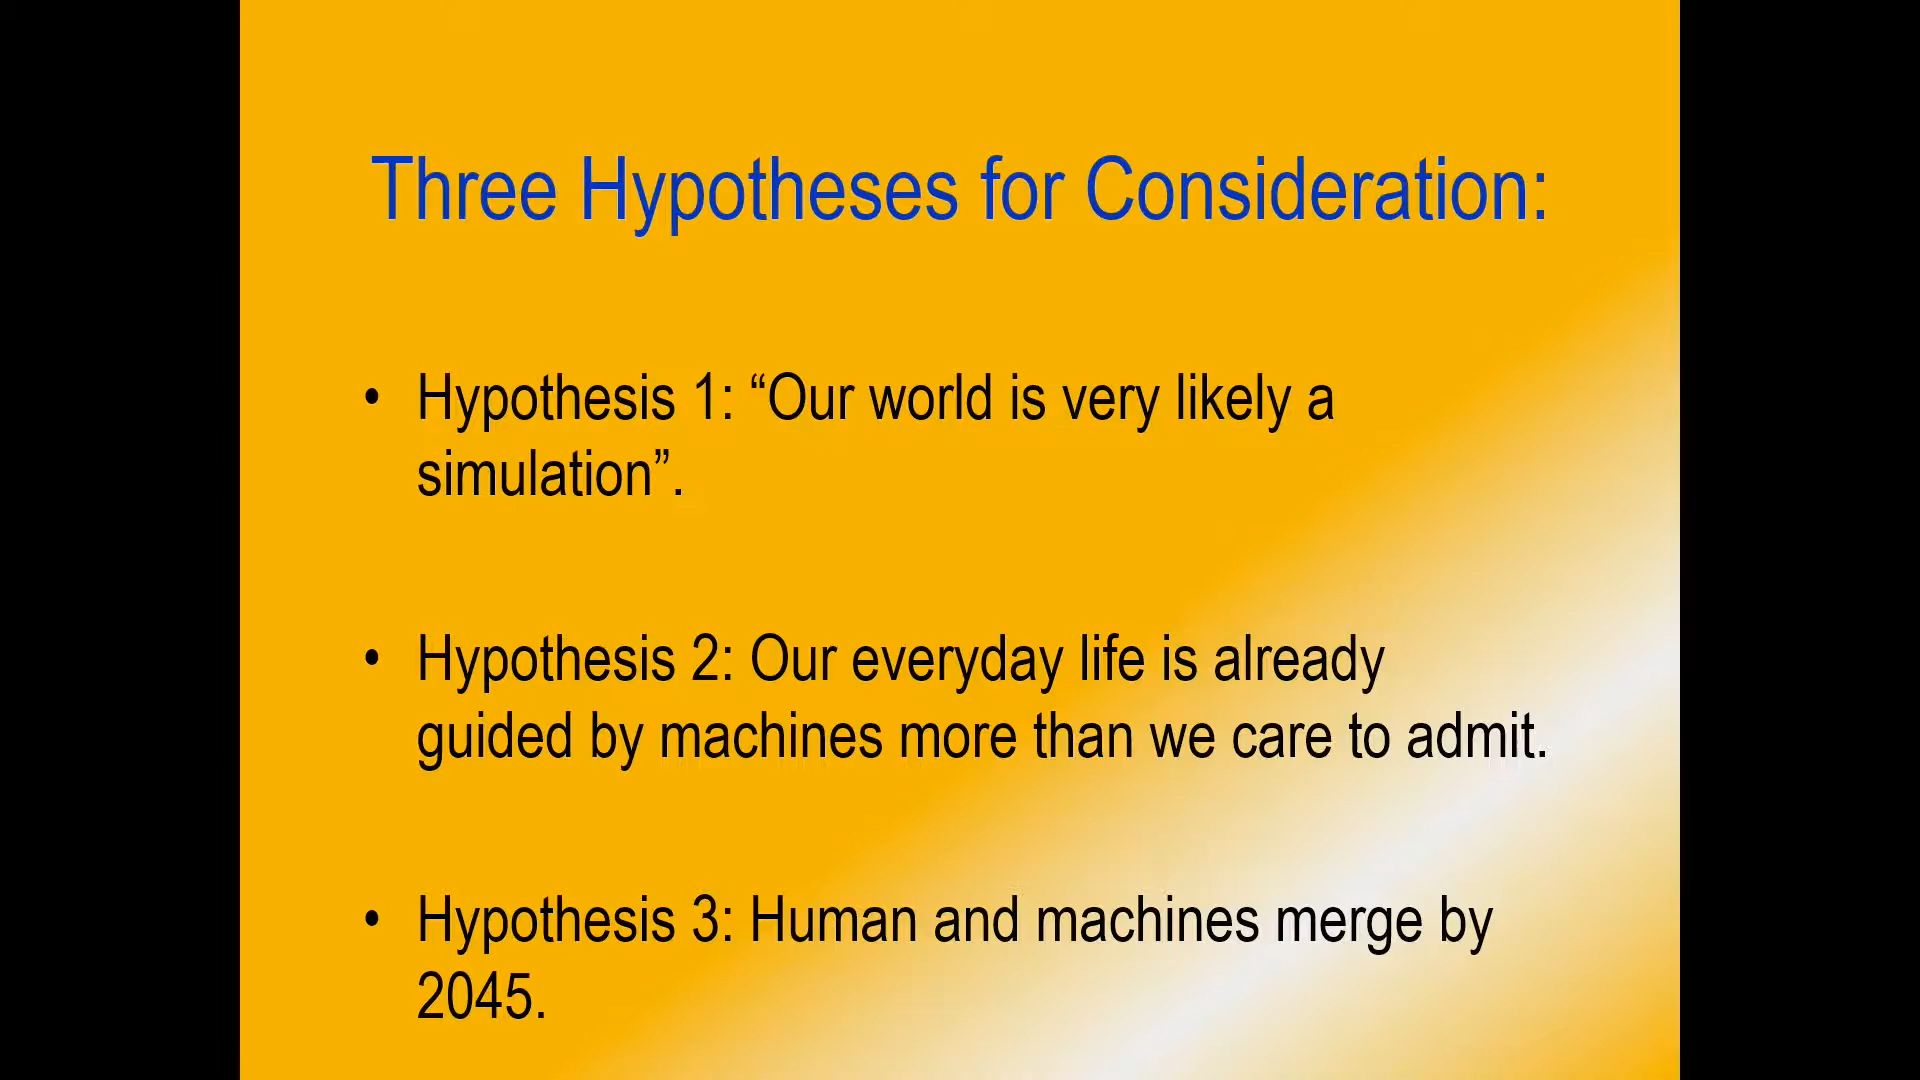 Three Hypotheses for Consideration:
• Hypothesis 1: “Our world is very likely a
simulation”.
• Hypothesis 2: Our everyday life is already
guided by machines more than we care to admit.
• Hypothesis 3: Human and machines merge by
2045.